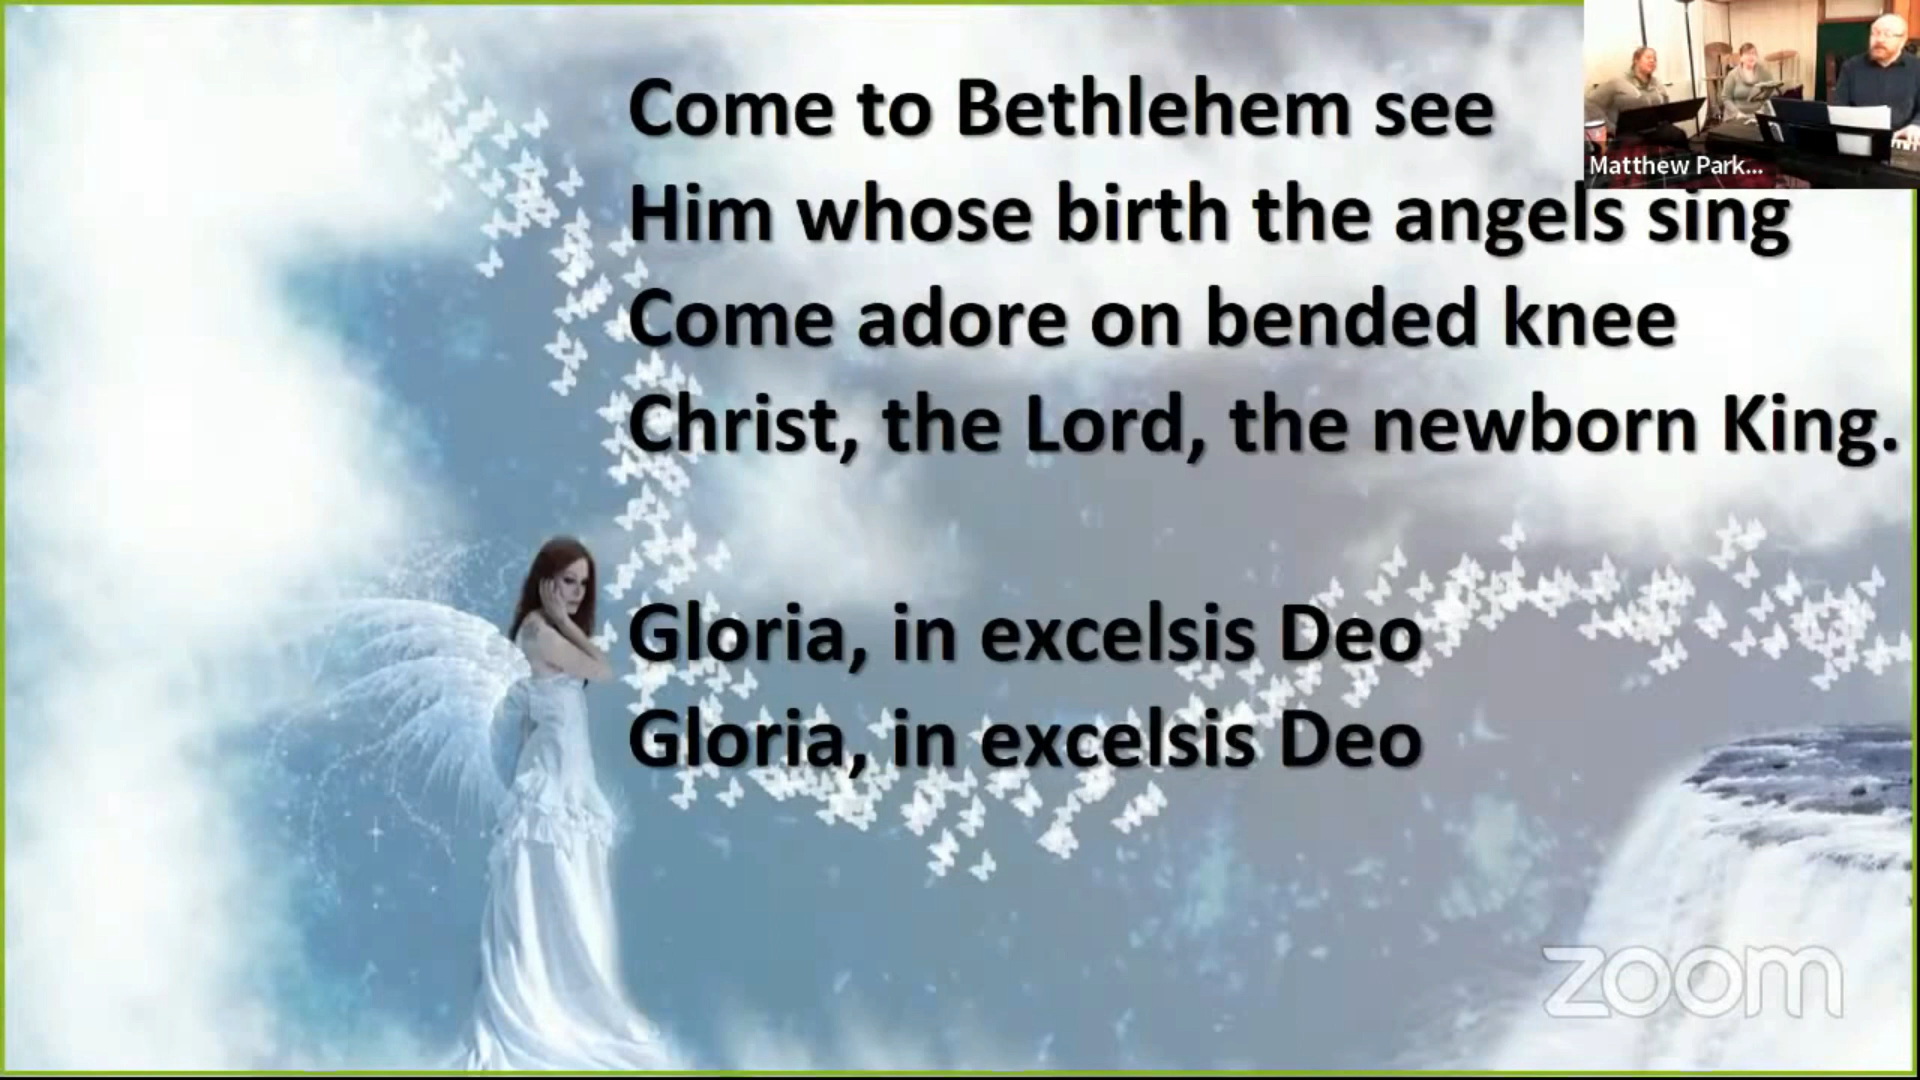 Come to Bethlehem see
Him whose birth the angels sing
Come adore on bended knee
Christ, the Lord, the newborn King.
Gloria, in excelsis Deo
Gloria, in excelsis Deo
Matthew Park...
zoom